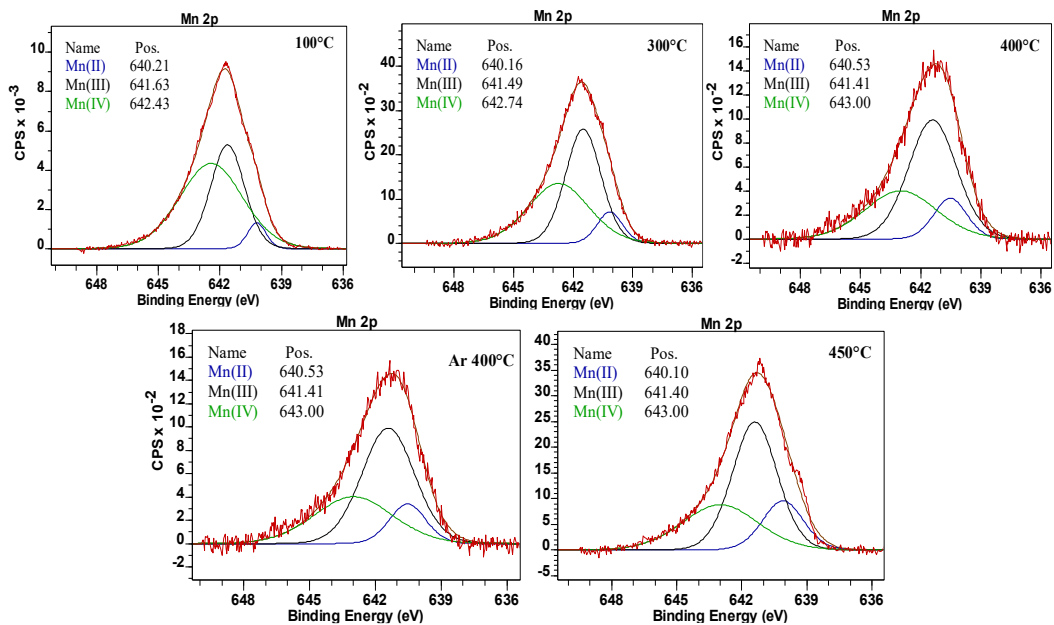 Mn 2p
100°C
Name Pos.
Mn(II) 640.21
Mn(III) 641.63
Mn(IV) 642.43
CPS x 10⁻³
10
8
6
4
2
0
648 645 642 639 636
Binding Energy (eV)
Mn 2p
300°C
Name Pos.
Mn(II) 640.16
Mn(III) 641.49
Mn(IV) 642.74
CPS x 10⁻²
40
30
20
10
0
648 645 642 639 636
Binding Energy (eV)
Mn 2p
400°C
Name Pos.
Mn(II) 640.53
Mn(III) 641.41
Mn(IV) 643.00
CPS x 10⁻²
16
14
12
10
8
6
4
2
0
-2
648 645 642 639 636
Binding Energy (eV)
Mn 2p
Ar 400°C
Name Pos.
Mn(II) 640.53
Mn(III) 641.41
Mn(IV) 643.00
CPS x 10⁻²
18
16
14
12
10
8
6
4
2
0
-2
648 645 642 639 636
Binding Energy (eV)
Mn 2p
450°C
Name Pos.
Mn(II) 640.10
Mn(III) 641.40
Mn(IV) 643.00
CPS x 10⁻²
40
35
30
25
20
15
10
5
0
-5
648 645 642 639 636
Binding Energy (eV)